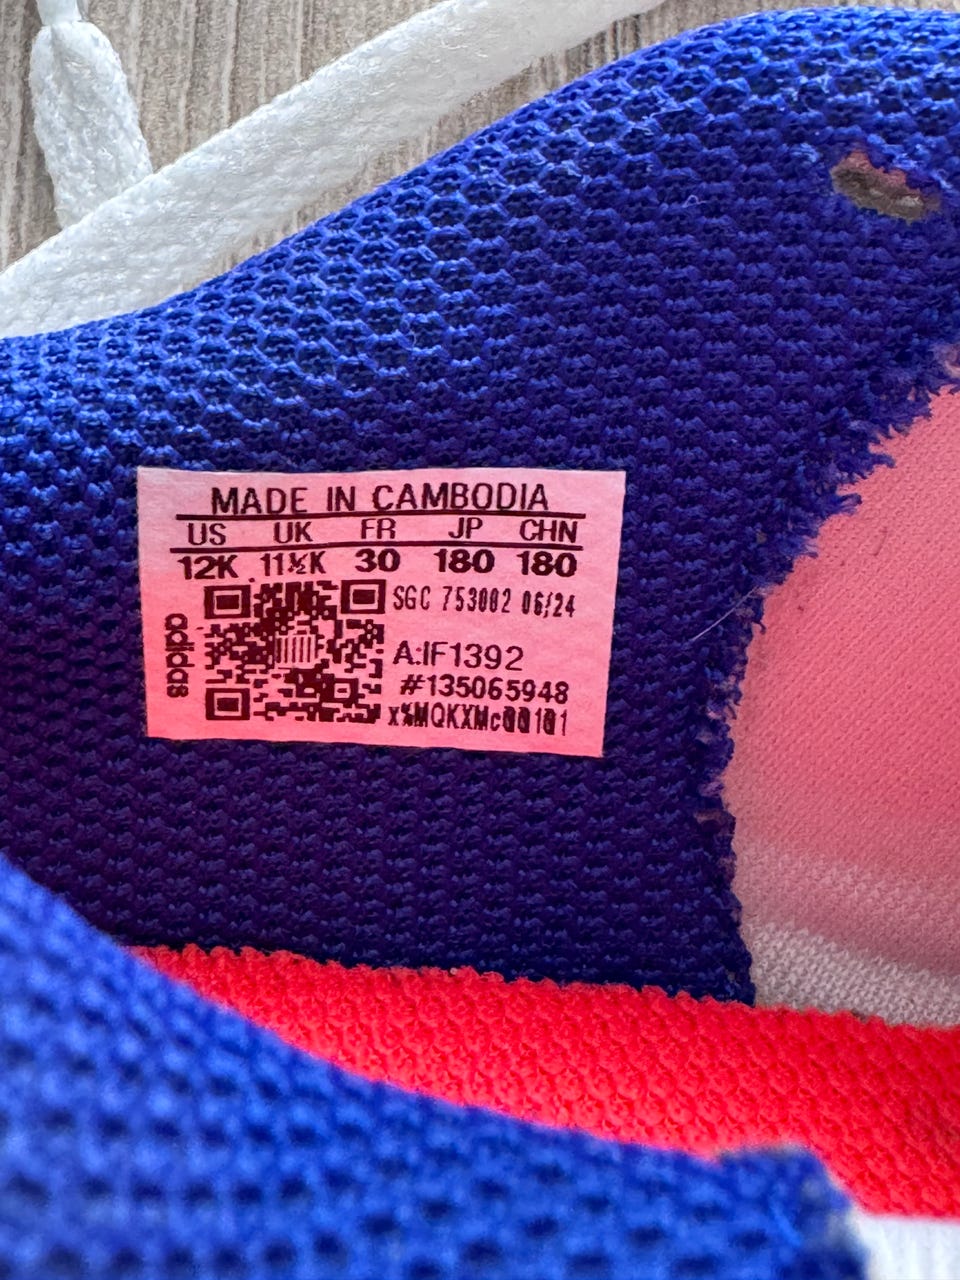 MADE IN CAMBODIA
US UK FR JP CHN
12K 11½K 30 180 180
SGC 753002 06/24
adidas
A:IF1392
#135065948
x%MQKXMc00101